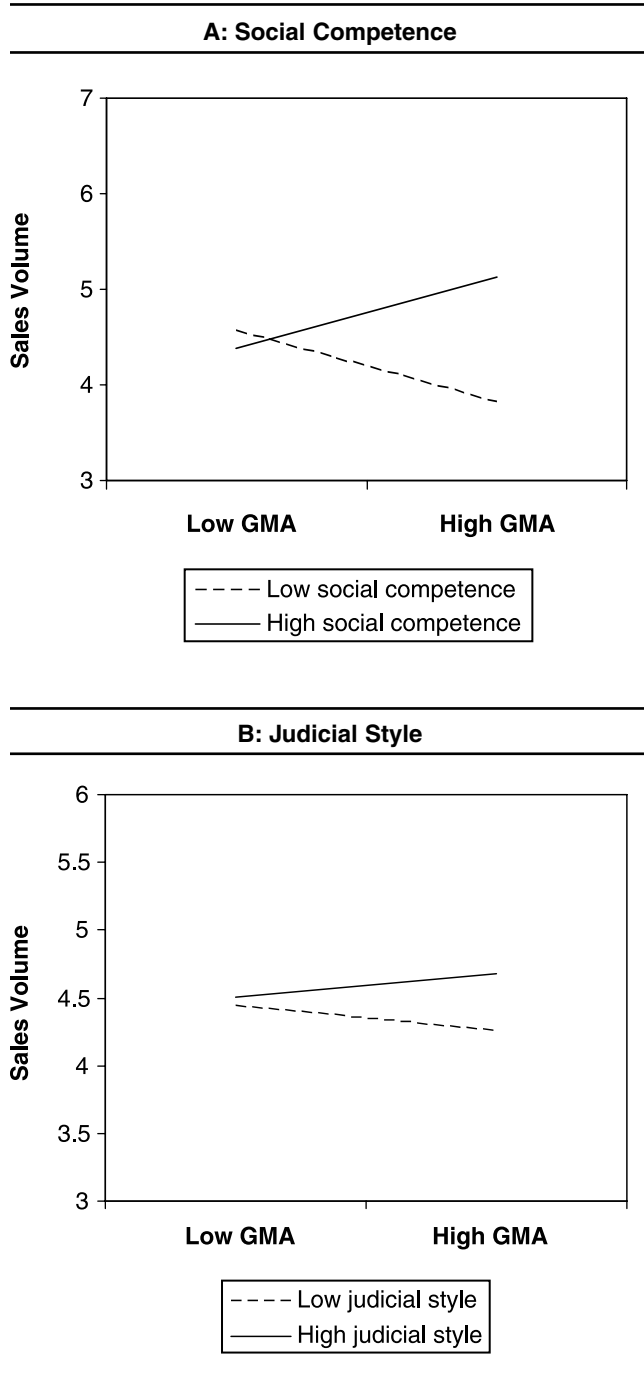 A: Social Competence
7
6
5
4
3
Sales Volume
Low GMA High GMA
Low social competence
High social competence
B: Judicial Style
6
5.5
5
4.5
4
3.5
3
Sales Volume
Low GMA High GMA
Low judicial style
High judicial style